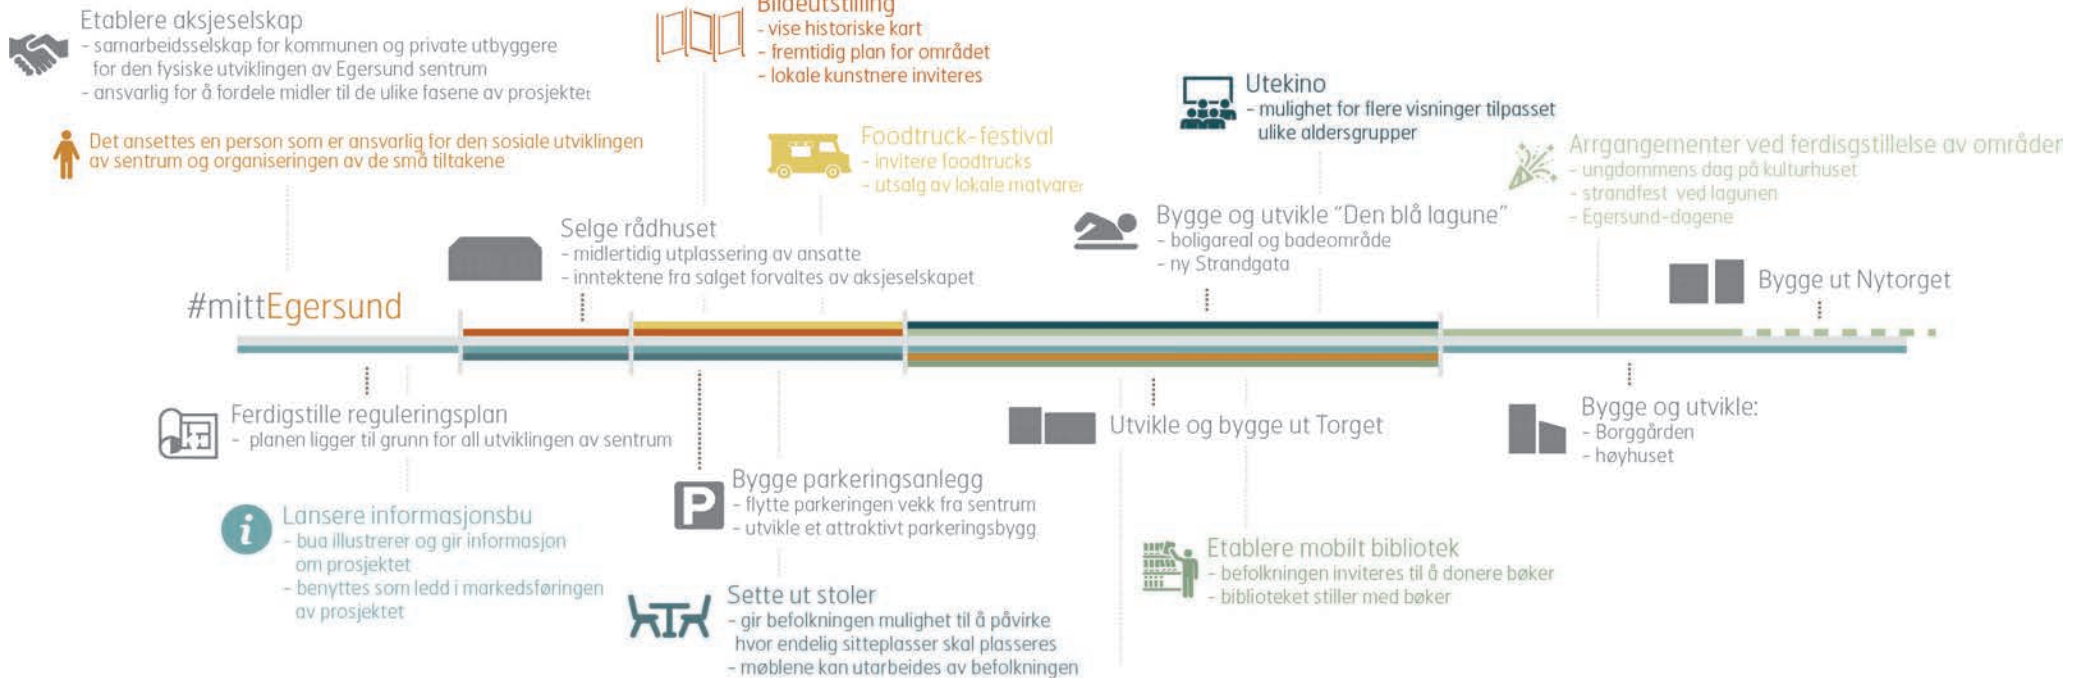 Etablere aksjeselskap
- samarbeidsselskap for kommunen og private utbyggere
for den fysiske utviklingen av Egersund sentrum
- ansvarlig for å fordele midler til de ulike fasene av prosjektet
Det ansettes en person som er ansvarlig for den sosiale utviklingen
av sentrum og organiseringen av de små tiltakene
Bildeutstilling
- vise historiske kart
- fremtidig plan for området
- lokale kunstnere inviteres
Foodtruck-festival
- invitere foodtrucks
- utsalg av lokale matvarer
Utekino
- mulighet for flere visninger tilpasset
ulike aldersgrupper
Arrgangementer ved ferdisgstillelse av områder
- ungdommens dag på kulturhuset
- strandfest ved lagunen
- Egersund-dagene
Selge rådhuset
- midlertidig utplassering av ansatte
- inntektene fra salget forvaltes av aksjeselskapet
Bygge og utvikle "Den blå lagune"
- boligareal og badeområde
- ny Strandgata
Bygge ut Nytorget
#mittEgersund
Ferdigstille reguleringsplan
- planen ligger til grunn for all utviklingen av sentrum
Utvikle og bygge ut Torget
Bygge og utvikle:
- Borggården
- høyhuset
Lansere informasjonsbu
- bua illustrerer og gir informasjon
om prosjektet
- benyttes som ledd i markedsføringen
av prosjektet
P
Bygge parkeringsanlegg
- flytte parkeringen vekk fra sentrum
- utvikle et attraktivt parkeringsbygg
Etablere mobilt bibliotek
- befolkningen inviteres til å donere bøker
- biblioteket stiller med bøker
Sette ut stoler
- gir befolkningen mulighet til å påvirke
hvor endelig sitteplasser skal plasseres
- møblene kan utarbeides av befolkningen